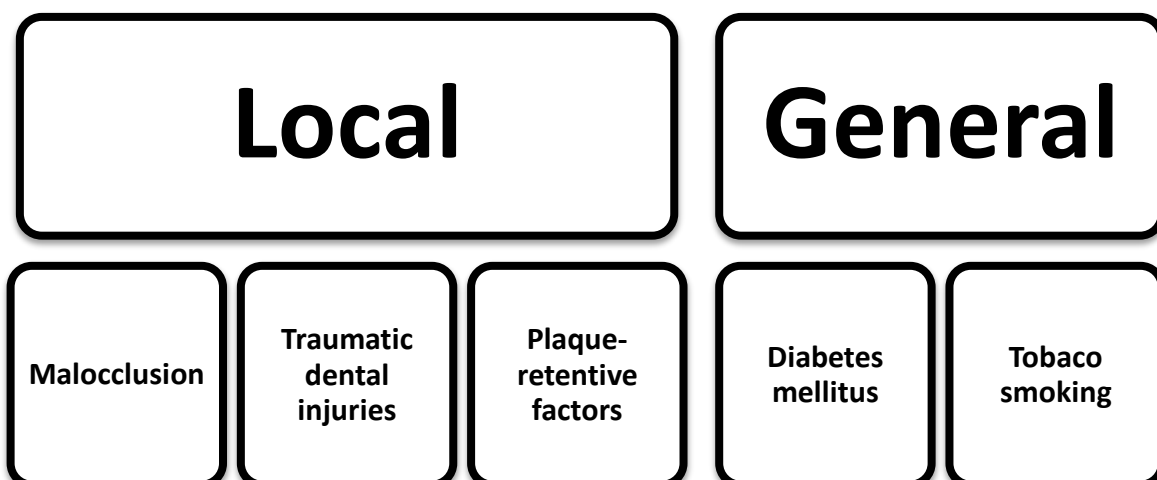 Local
General
Malocclusion
Traumatic
dental
injuries
Plaque-
retentive
factors
Diabetes
mellitus
Tobaco
smoking